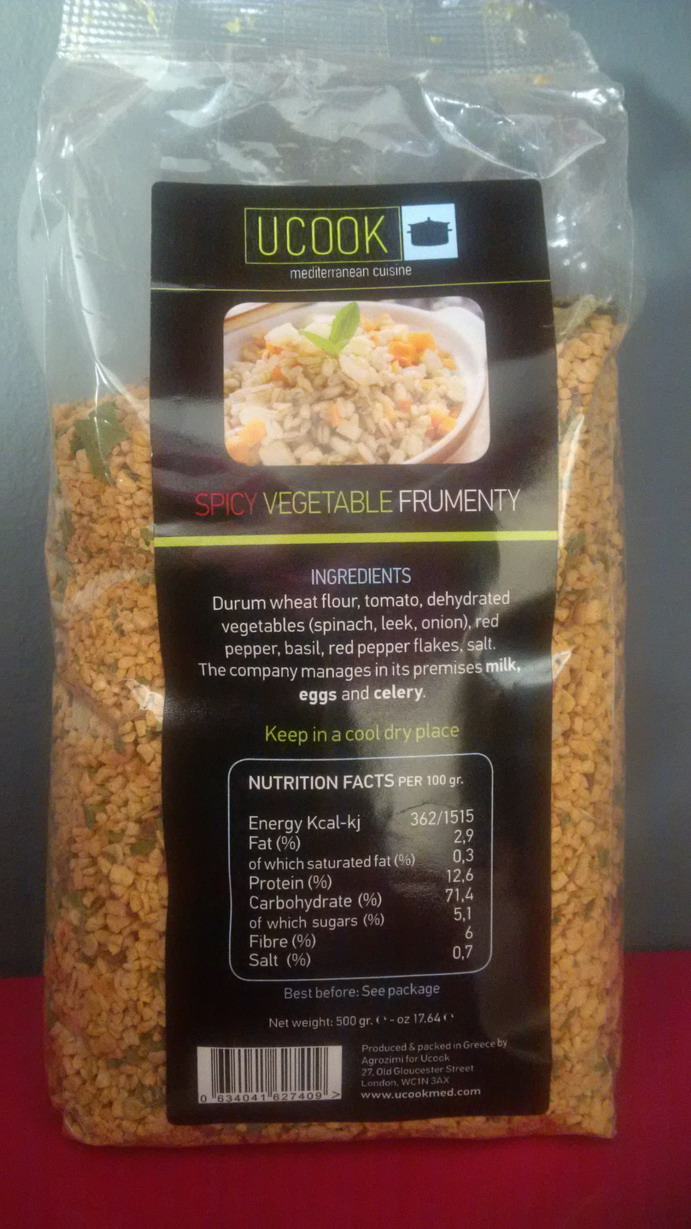 UCOOK
mediterranean cuisine
SPICY VEGETABLE FRUMENTY
INGREDIENTS
Durum wheat flour, tomato, dehydrated
vegetables (spinach, leek, onion), red
pepper, basil, red pepper flakes, salt.
The company manages in its premises milk,
eggs and celery.
Keep in a cool dry place
NUTRITION FACTS PER 100 gr.
Energy Kcal-kj 362/1515
Fat (%) 2,9
of which saturated fat (%) 0,3
Protein (%) 12,6
Carbohydrate (%) 71,4
of which sugars (%) 5,1
Fibre (%) 6
Salt (%) 0,7
Best before: See package
Net weight: 500 gr. ℮ - oz 17.64 ℮
Produced & packed in Greece by
Agrozimi for Ucook
27, Old Gloucester Street
London, WC1N 3AX
www.ucookmed.com
0 634041 627409 >